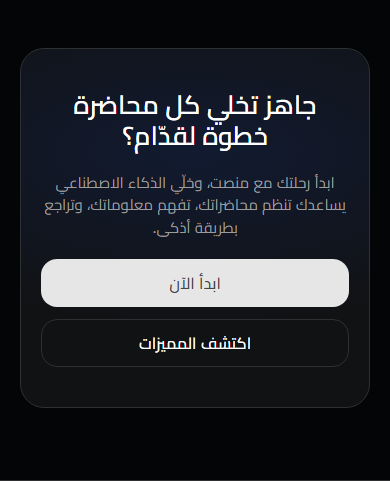 جاهز تخلي كل محاضرة
خطوة لقدّام؟
ابدأ رحلتك مع منصت، وخلّي الذكاء الاصطناعي
يساعدك تنظم محاضراتك، تفهم معلوماتك، وتراجع
بطريقة أذكى.
ابدأ الآن
اكتشف المميزات